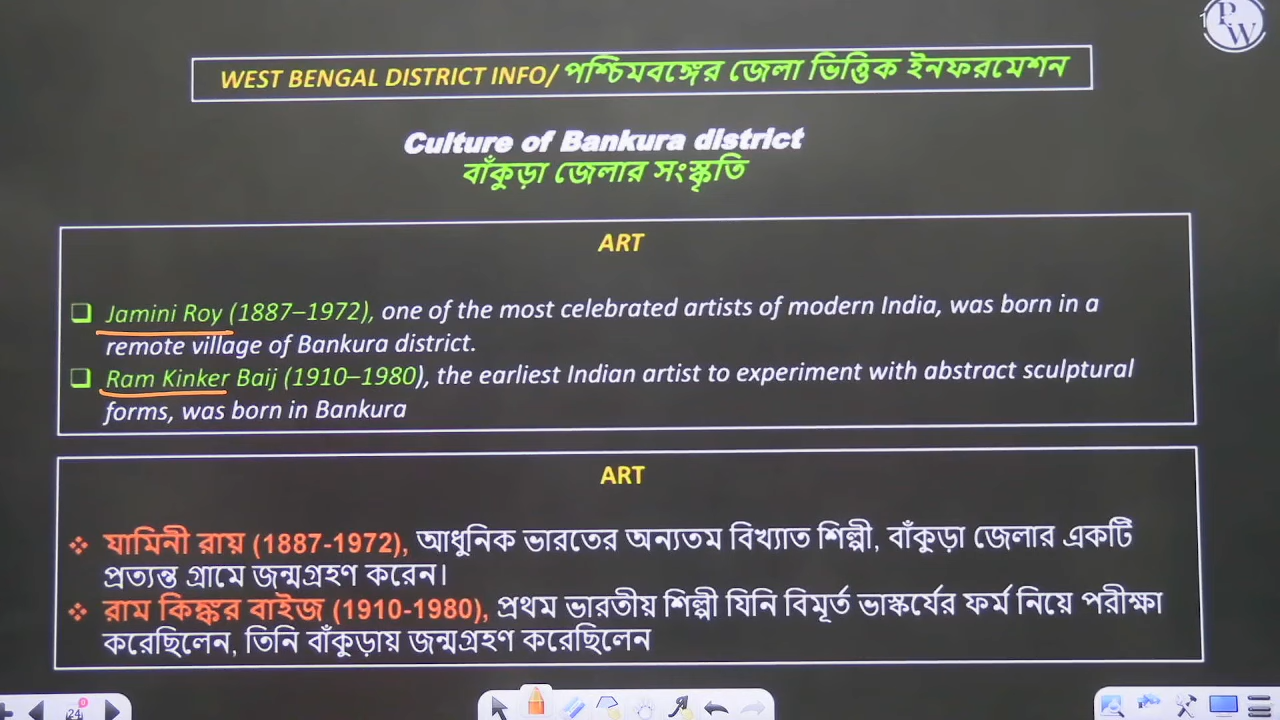 PW
WEST BENGAL DISTRICT INFO/ পশ্চিমবঙ্গের জেলা ভিত্তিক ইনফরমেশন
Culture of Bankura district
বাঁকুড়া জেলার সংস্কৃতি
ART
Jamini Roy (1887–1972), one of the most celebrated artists of modern India, was born in a
remote village of Bankura district.
Ram Kinker Baij (1910–1980), the earliest Indian artist to experiment with abstract sculptural
forms, was born in Bankura
ART
যামিনী রায় (1887-1972), আধুনিক ভারতের অন্যতম বিখ্যাত শিল্পী, বাঁকুড়া জেলার একটি
প্রত্যন্ত গ্রামে জন্মগ্রহণ করেন।
রাম কিঙ্কর বাইজ (1910-1980), প্রথম ভারতীয় শিল্পী যিনি বিমূর্ত ভাস্কর্যের ফর্ম নিয়ে পরীক্ষা
করেছিলেন, তিনি বাঁকুড়ায় জন্মগ্রহণ করেছিলেন
24